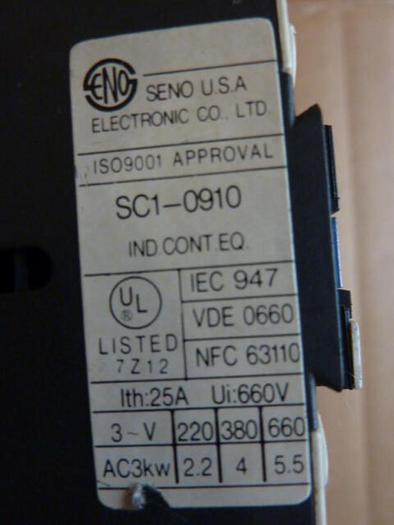 SENO
SENO U.S.A
ELECTRONIC CO., LTD.
ISO9001 APPROVAL
SC1-0910
IND.CONT.EQ.
UL
®
LISTED
7Z12
IEC 947
VDE 0660
NFC 63110
Ith:25A Ui:660V
3~V 220 380 660
AC3kw 2.2 4 5.5